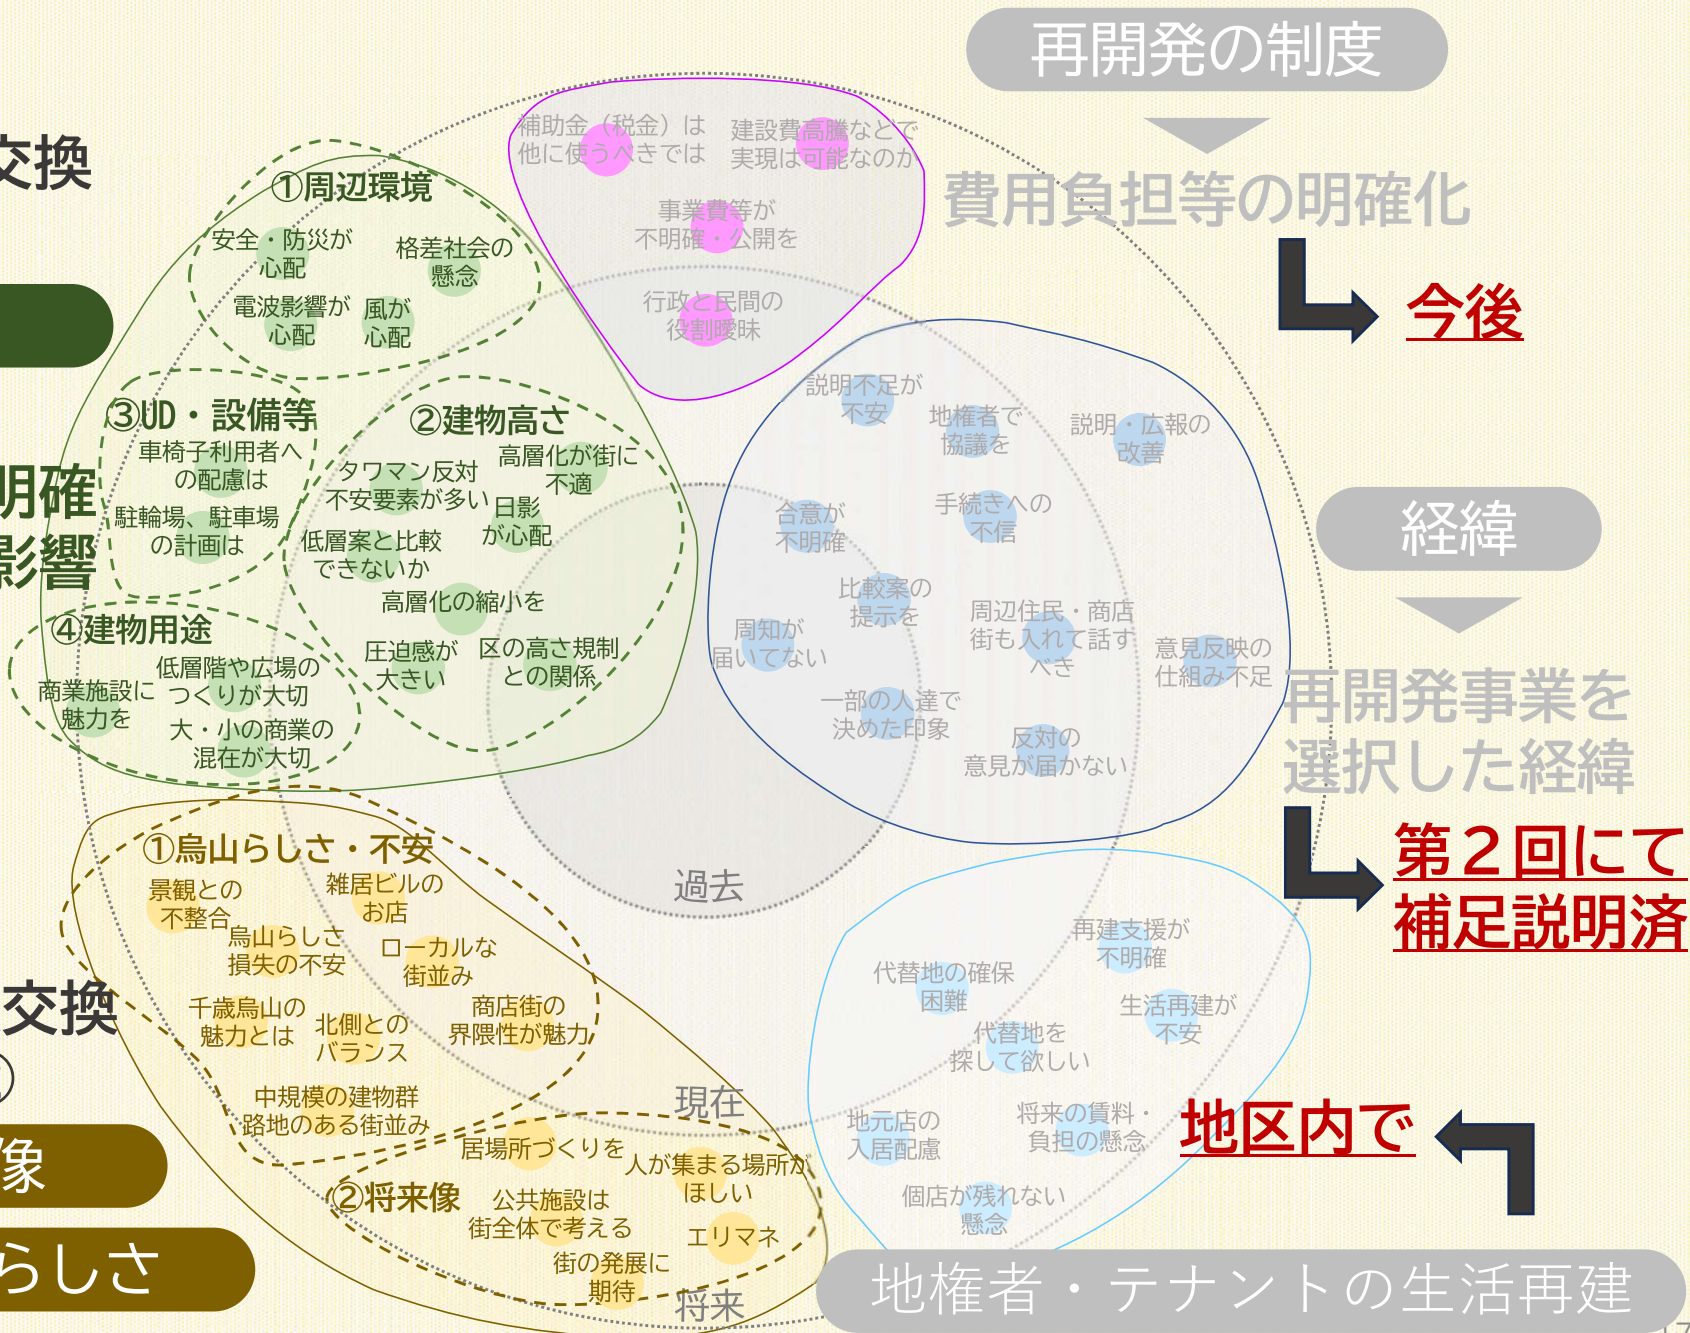 再開発の制度
費用負担等の明確化
今後
補助金（税金）は
他に使うべきでは
建設費高騰などで
実現は可能なのか
事業費等が
不明確・公開を
行政と民間の
役割曖昧
交換
①周辺環境
安全・防災が
心配
格差社会の
懸念
電波影響が
心配
風が
心配
③UD・設備等
車椅子利用者へ
の配慮は
駐輪場、駐車場
の計画は
②建物高さ
タワマン反対
不安要素が多い
高層化が街に
不適
日影
が心配
低層案と比較
できないか
高層化の縮小を
圧迫感が
大きい
区の高さ規制
との関係
明確
影響
④建物用途
低層階や広場の
つくりが大切
商業施設に
魅力を
大・小の商業の
混在が大切
説明不足が
不安
地権者で
協議を
説明・広報の
改善
合意が
不明確
手続きへの
不信
比較案の
提示を
周知が
届いてない
周辺住民・商店
街も入れて話す
べき
意見反映の
仕組み不足
一部の人達で
決めた印象
反対の
意見が届かない
経緯
再開発事業を
選択した経緯
第２回にて
補足説明済
過去
現在
将来
①烏山らしさ・不安
景観との
不整合
雑居ビルの
お店
烏山らしさ
損失の不安
ローカルな
街並み
千歳烏山の
魅力とは
北側との
バランス
商店街の
界隈性が魅力
中規模の建物群
路地のある街並み
交換
像
らしさ
②将来像
居場所づくりを
人が集まる場所が
ほしい
公共施設は
街全体で考える
エリマネ
街の発展に
期待
再建支援が
不明確
代替地の確保
困難
生活再建が
不安
代替地を
探して欲しい
地元店の
入居配慮
将来の賃料・
負担の懸念
個店が残れない
懸念
地区内で
地権者・テナントの生活再建